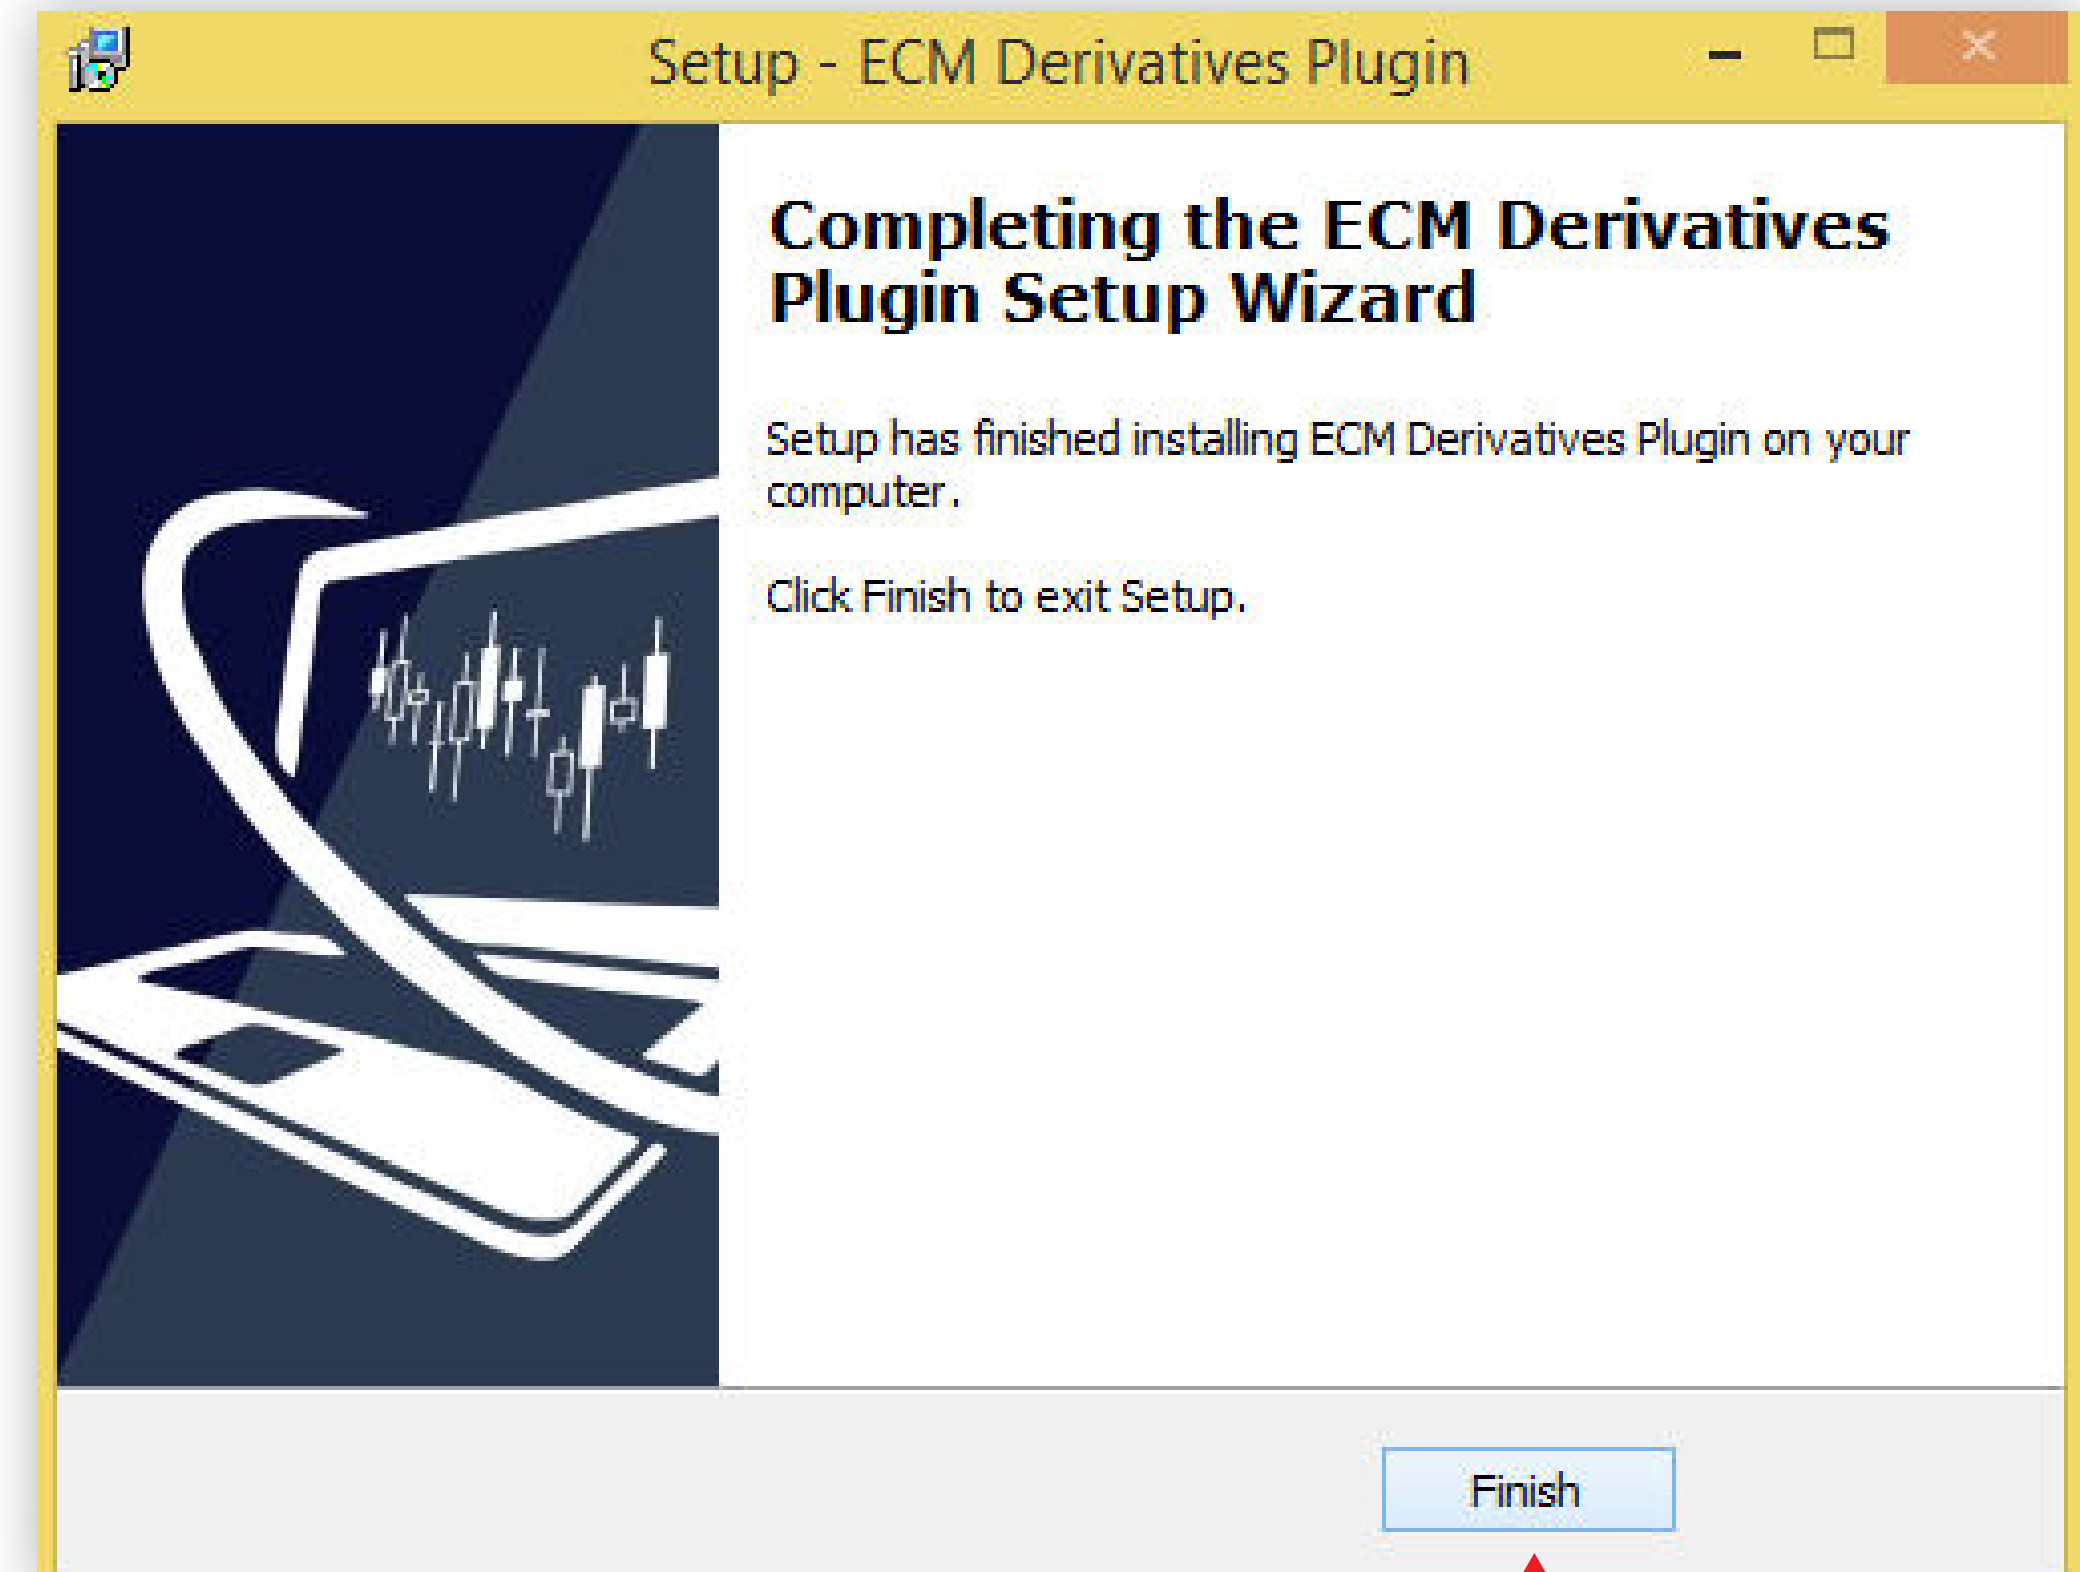 Setup - ECM Derivatives Plugin
Completing the ECM Derivatives
Plugin Setup Wizard
Setup has finished installing ECM Derivatives Plugin on your
computer.
Click Finish to exit Setup.
Finish